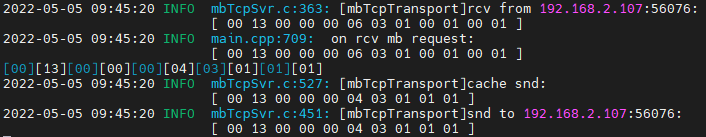 2022-05-05 09:45:20 INFO mbTcpSvr.c:363: [mbTcpTransport]rcv from 192.168.2.107:56076:
[ 00 13 00 00 00 06 03 01 00 01 00 01 ]
2022-05-05 09:45:20 INFO main.cpp:709: on rcv mb request:
[ 00 13 00 00 00 06 03 01 00 01 00 01 ]
[00][13][00][00][00][04][03][01][01][01]
2022-05-05 09:45:20 INFO mbTcpSvr.c:527: [mbTcpTransport]cache snd:
[ 00 13 00 00 00 04 03 01 01 01 ]
2022-05-05 09:45:20 INFO mbTcpSvr.c:451: [mbTcpTransport]snd to 192.168.2.107:56076:
[ 00 13 00 00 00 04 03 01 01 01 ]